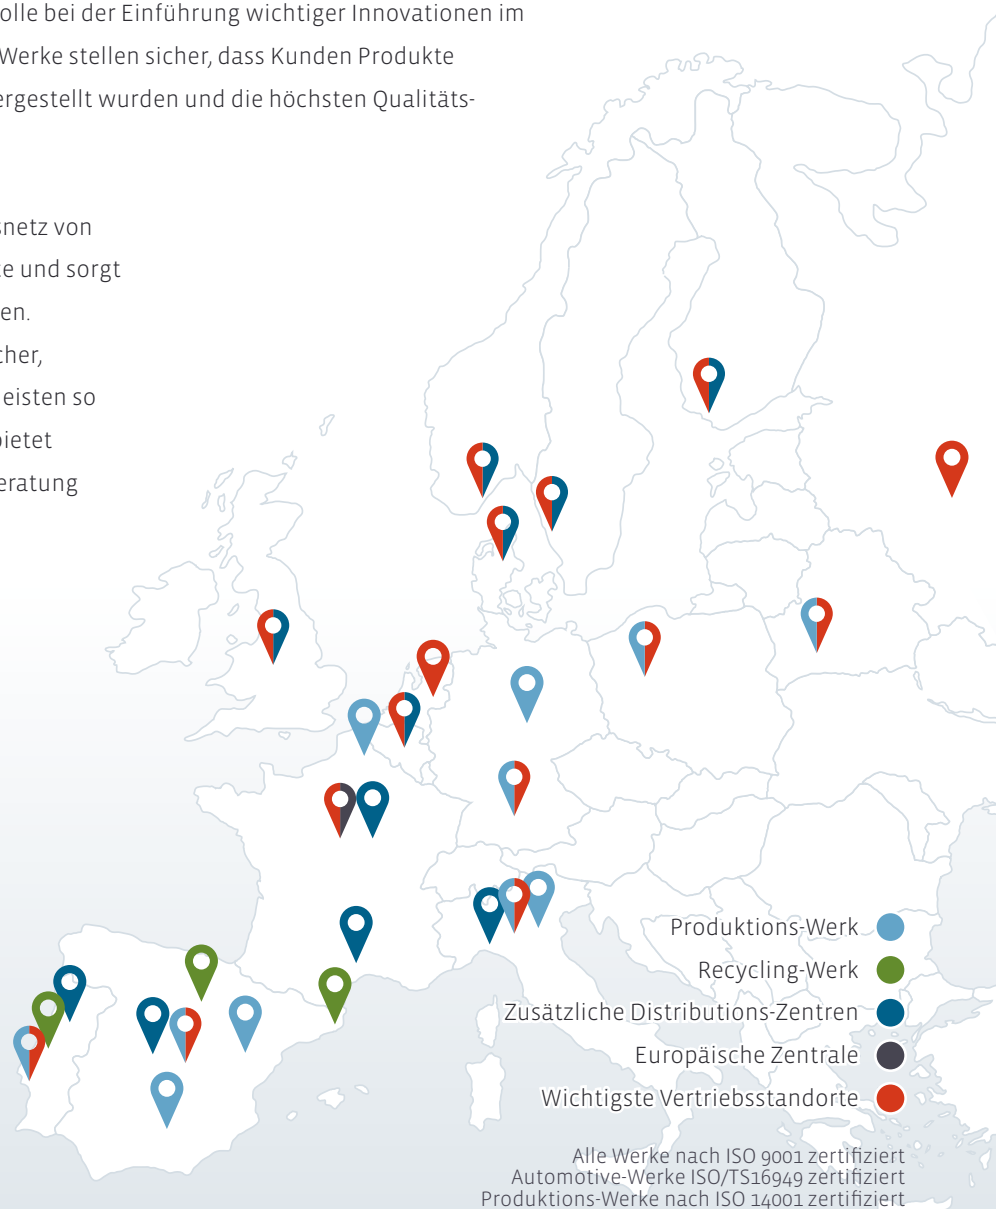 olle bei der Einführung wichtiger Innovationen im
Werke stellen sicher, dass Kunden Produkte
ergestellt wurden und die höchsten Qualitäts-
snetz von
e und sorgt
en.
cher,
eisten so
bietet
eratung
Produktions-Werk
Recycling-Werk
Zusätzliche Distributions-Zentren
Europäische Zentrale
Wichtigste Vertriebsstandorte
Alle Werke nach ISO 9001 zertifiziert
Automotive-Werke ISO/TS16949 zertifiziert
Produktions-Werke nach ISO 14001 zertifiziert